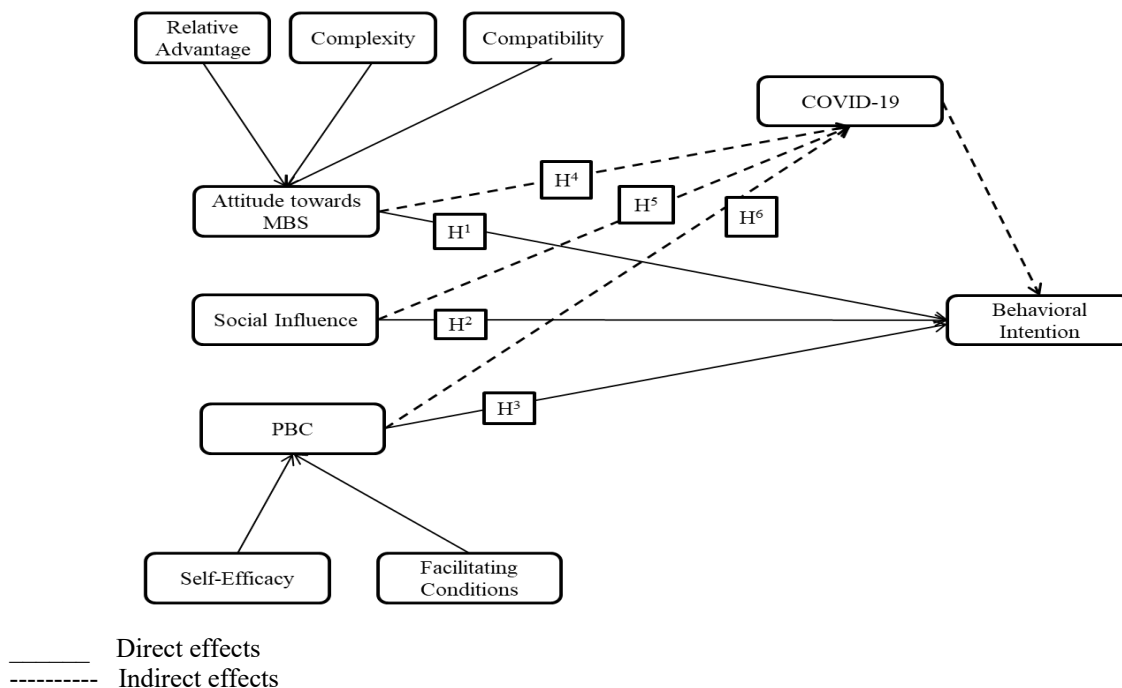 Relative
Advantage
Complexity
Compatibility
COVID-19
H⁴
Attitude towards
MBS
H⁵
H⁶
H¹
Social Influence
H²
Behavioral
Intention
H³
PBC
Self-Efficacy
Facilitating
Conditions
______ Direct effects
---------- Indirect effects